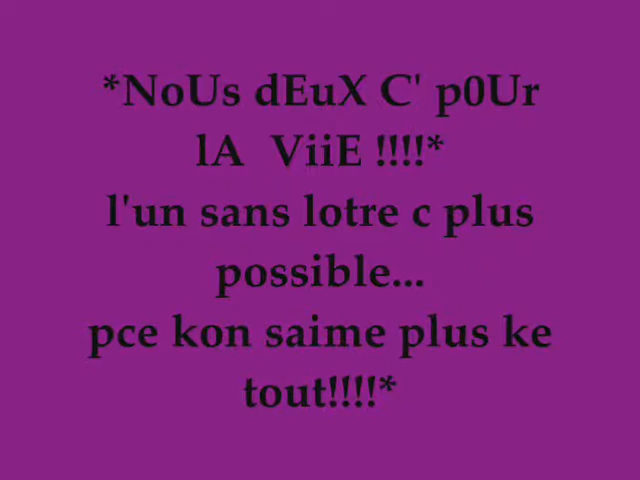 *NoUs dEuX C' p0Ur
lA  ViiE !!!!*
l'un sans lotre c plus
possible...
pce kon saime plus ke
tout!!!!*